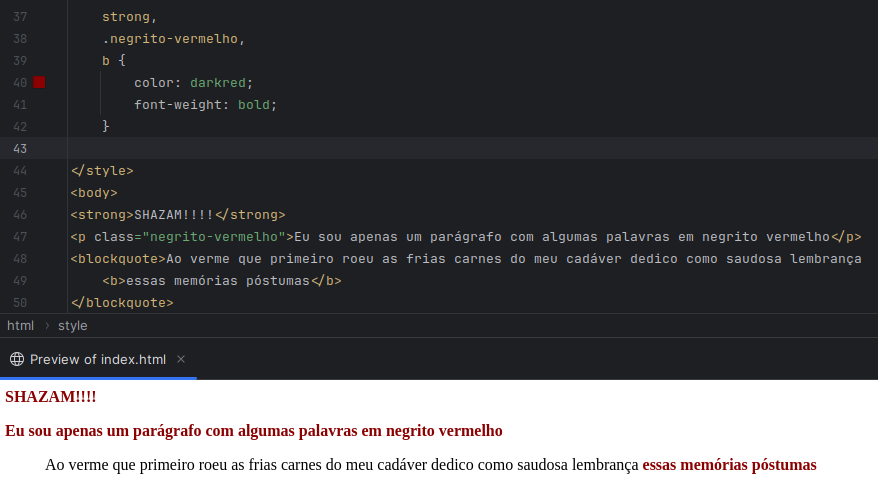 37 strong,
38 .negrito-vermelho,
39 b {
40 color: darkred;
41 font-weight: bold;
42 }
43
44 </style>
45 <body>
46 <strong>SHAZAM!!!!</strong>
47 <p class="negrito-vermelho">Eu sou apenas um parágrafo com algumas palavras em negrito vermelho</p>
48 <blockquote>Ao verme que primeiro roeu as frias carnes do meu cadáver dedico como saudosa lembrança
49 <b>essas memórias póstumas</b>
50 </blockquote>
html › style
Preview of index.html ×
SHAZAM!!!!
Eu sou apenas um parágrafo com algumas palavras em negrito vermelho
Ao verme que primeiro roeu as frias carnes do meu cadáver dedico como saudosa lembrança essas memórias póstumas